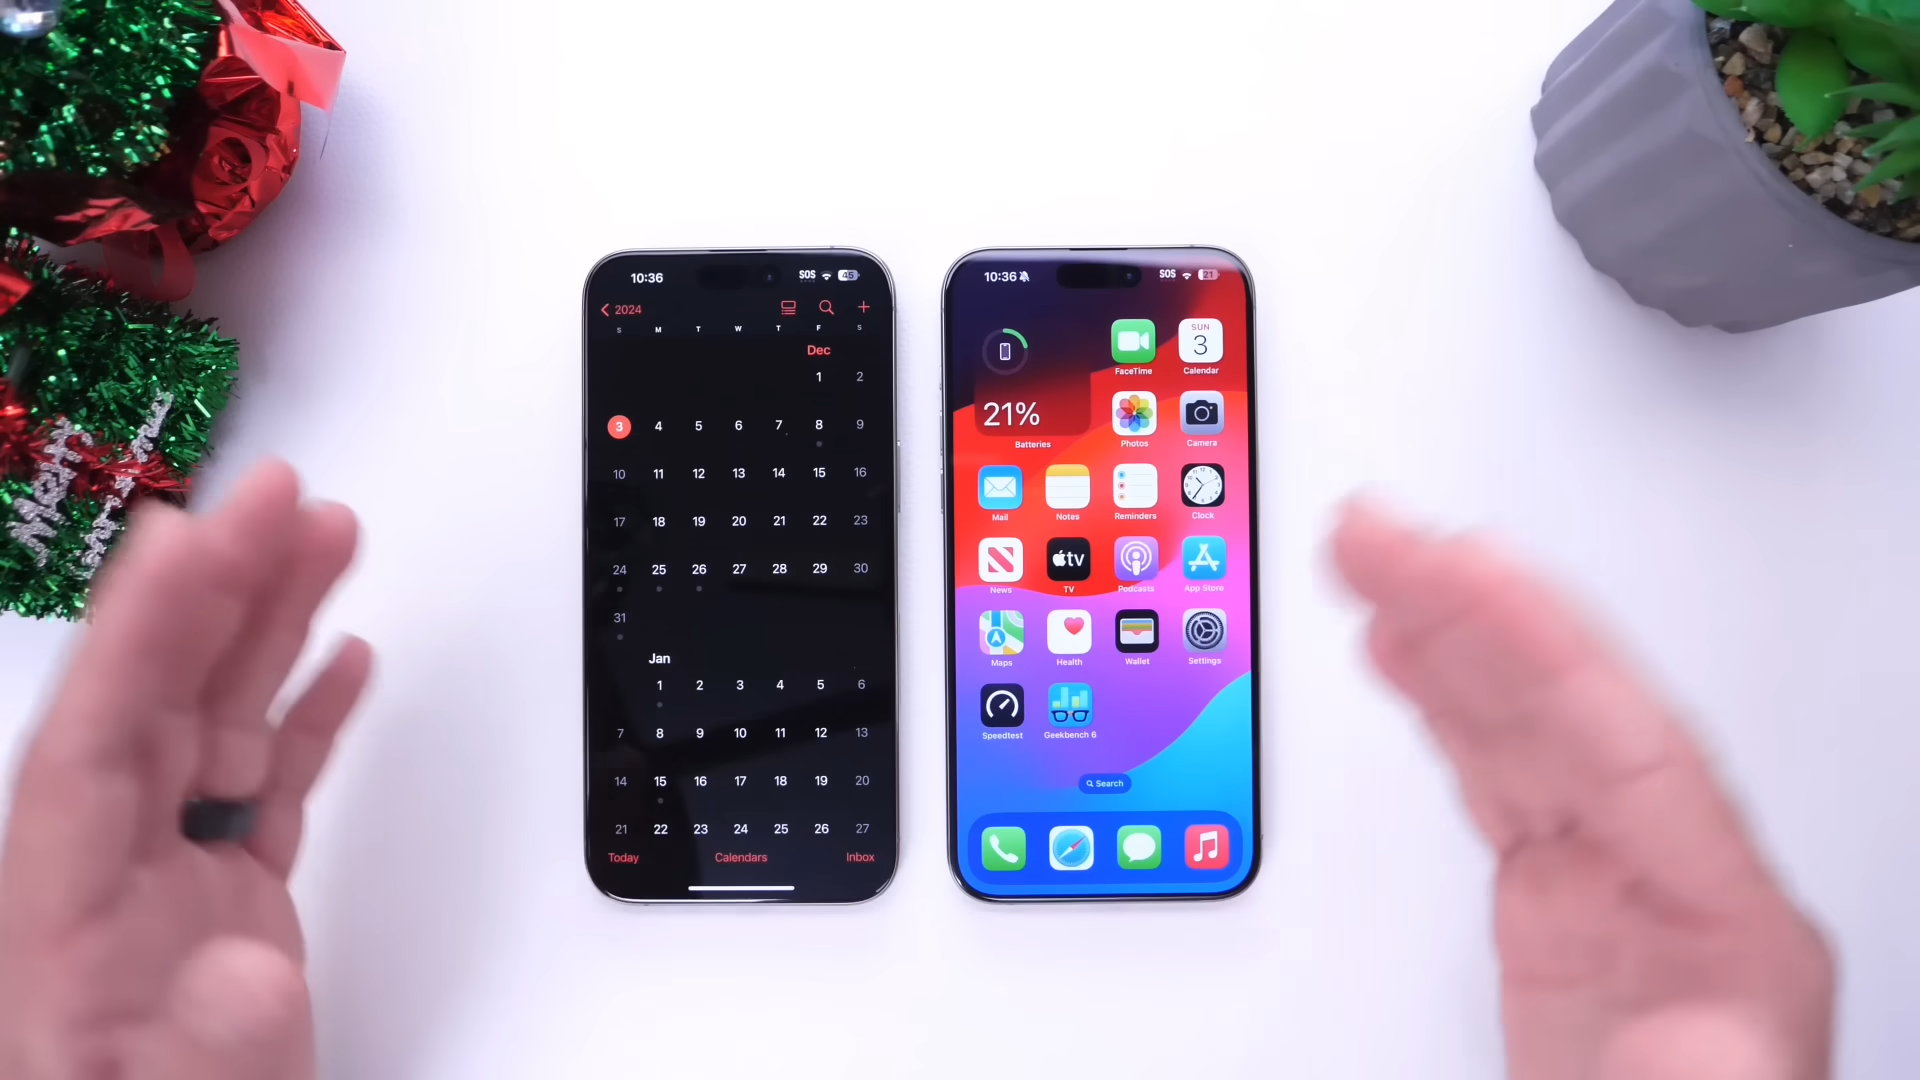 10:36 SOS 45
2024
S M T W T F S
Dec
1 2
3 4 5 6 7 8 9
10 11 12 13 14 15 16
17 18 19 20 21 22 23
24 25 26 27 28 29 30
31
Jan
1 2 3 4 5 6
7 8 9 10 11 12 13
14 15 16 17 18 19 20
21 22 23 24 25 26 27
Today Calendars Inbox
10:36 SOS 21
SUN
3
FaceTime Calendar
21%
Batteries Photos Camera
Mail Notes Reminders Clock
tv
News TV Podcasts App Store
Maps Health Wallet Settings
Speedtest Geekbench 6
Search